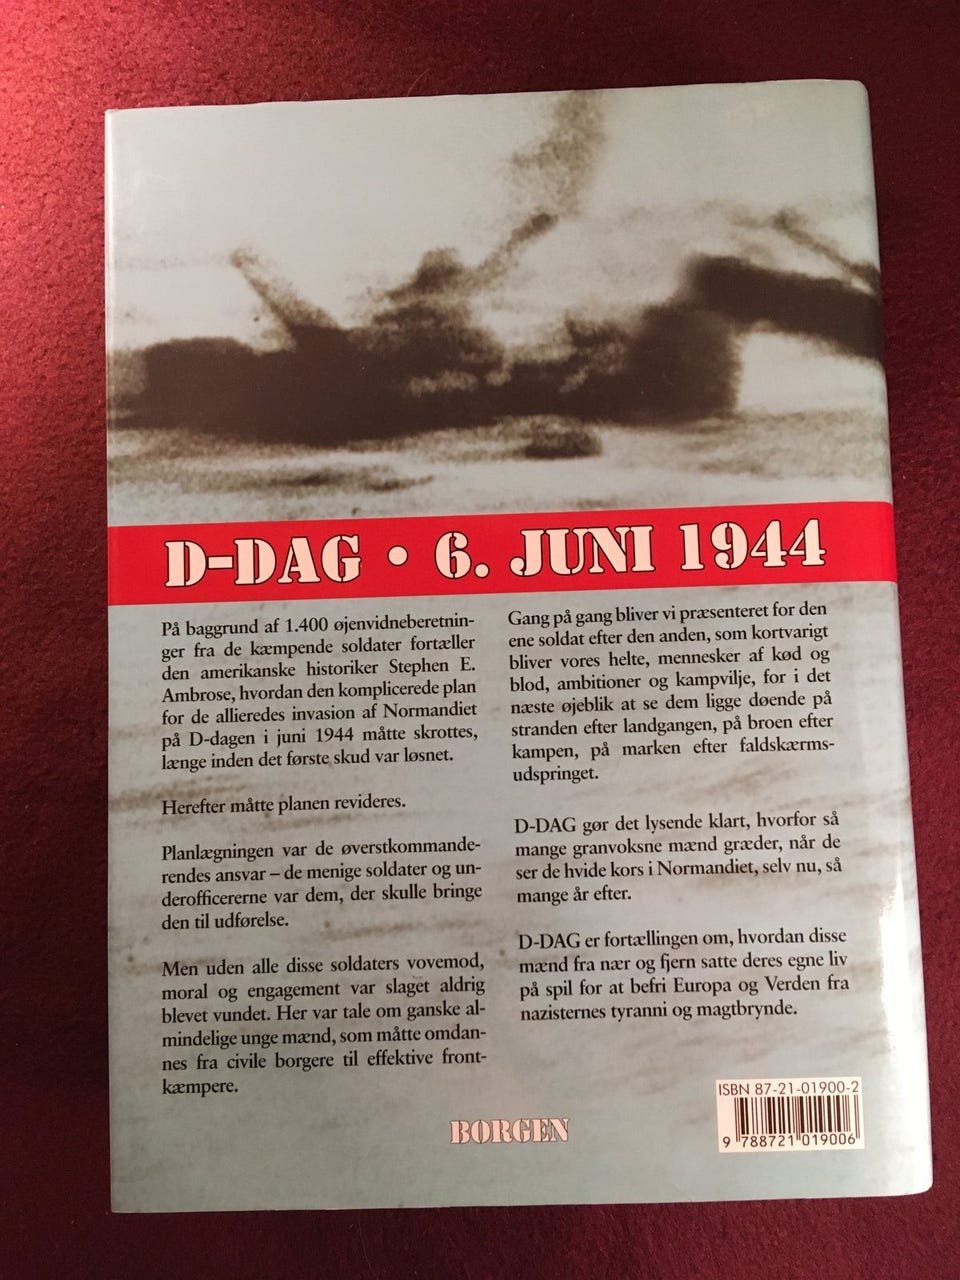 D-DAG • 6. JUNI 1944
På baggrund af 1.400 øjenvidneberetnin-
ger fra de kæmpende soldater fortæller
den amerikanske historiker Stephen E.
Ambrose, hvordan den komplicerede plan
for de allieredes invasion af Normandiet
på D-dagen i juni 1944 måtte skrottes,
længe inden det første skud var løsnet.
Herefter måtte planen revideres.
Planlægningen var de øverstkommande-
rendes ansvar – de menige soldater og un-
derofficererne var dem, der skulle bringe
den til udførelse.
Men uden alle disse soldaters vovemod,
moral og engagement var slaget aldrig
blevet vundet. Her var tale om ganske al-
mindelige unge mænd, som måtte omdan-
nes fra civile borgere til effektive front-
kæmpere.
Gang på gang bliver vi præsenteret for den
ene soldat efter den anden, som kortvarigt
bliver vores helte, mennesker af kød og
blod, ambitioner og kampvilje, for i det
næste øjeblik at se dem ligge døende på
stranden efter landgangen, på broen efter
kampen, på marken efter faldskærms-
udspringet.
D-DAG gør det lysende klart, hvorfor så
mange granvoksne mænd græder, når de
ser de hvide kors i Normandiet, selv nu, så
mange år efter.
D-DAG er fortællingen om, hvordan disse
mænd fra nær og fjern satte deres egne liv
på spil for at befri Europa og Verden fra
nazisternes tyranni og magtbrynde.
BORGEN
ISBN 87-21-01900-2
9 788721 019006